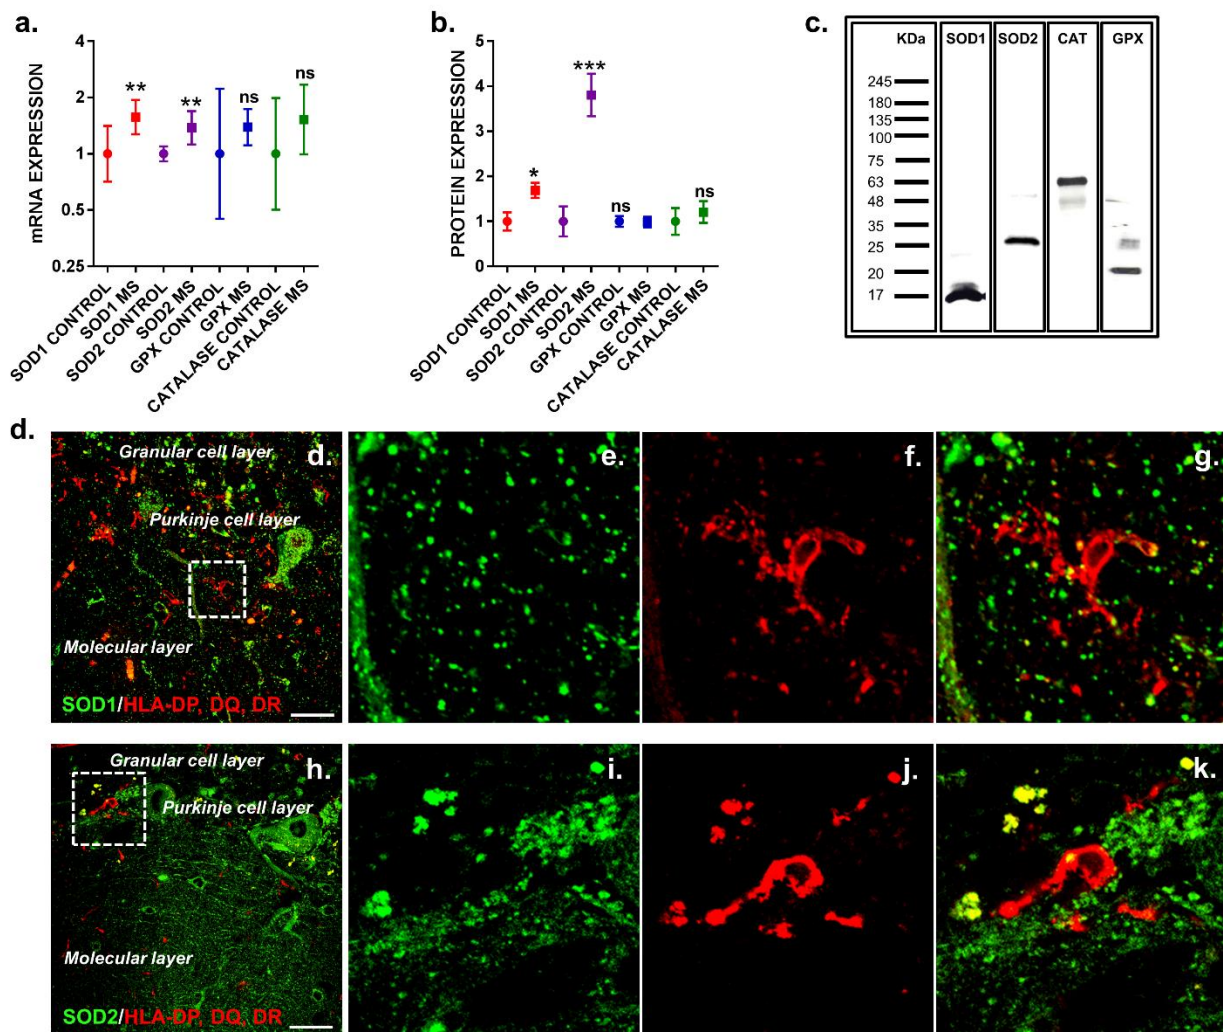 a.
4
2
1
0.5
0.25
mRNA EXPRESSION
**
**
ns
ns
SOD1 CONTROL
SOD1 MS
SOD2 CONTROL
SOD2 MS
GPX CONTROL
GPX MS
CATALASE CONTROL
CATALASE MS
b.
5
4
3
2
1
0
PROTEIN EXPRESSION
*
***
ns
ns
SOD1 CONTROL
SOD1 MS
SOD2 CONTROL
SOD2 MS
GPX CONTROL
GPX MS
CATALASE CONTROL
CATALASE MS
c.
KDa SOD1 SOD2 CAT GPX
245
180
135
100
75
63
48
35
25
20
17
d.
Granular cell layer d.
Purkinje cell layer
Molecular layer
SOD1/HLA-DP, DQ, DR
e.
f.
g.
Granular cell layer h.
Purkinje cell layer
Molecular layer
SOD2/HLA-DP, DQ, DR
i.
j.
k.